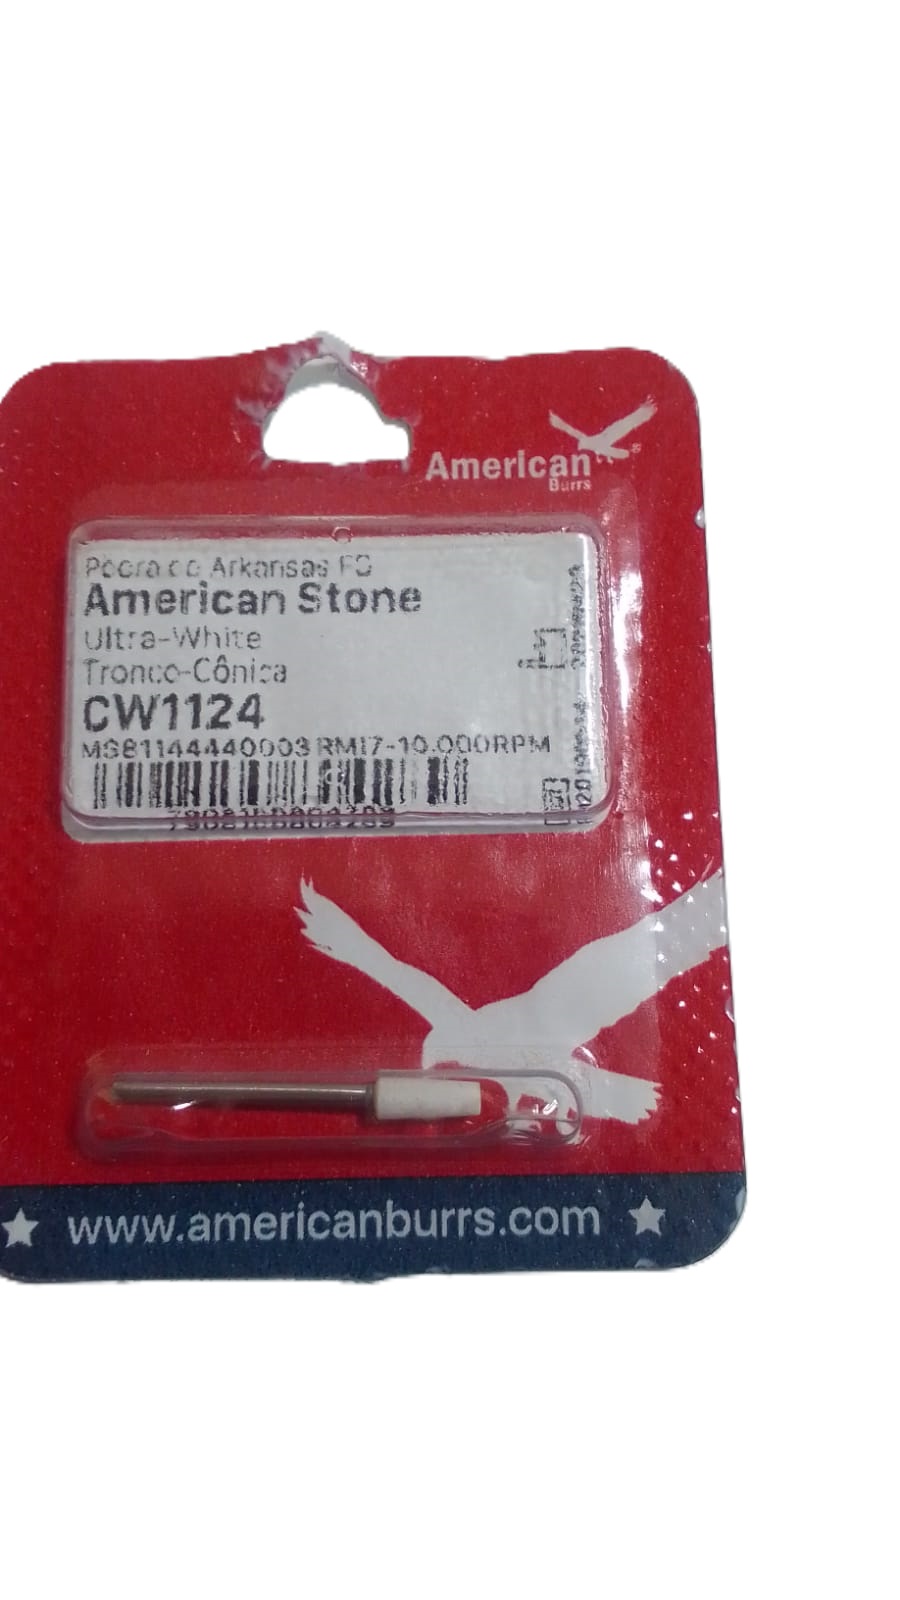 American®
Burrs
Pedra de Arkansas FG
American Stone
Ultra-White
Tronco-Cônica
CW1124
MS81144440003 RM17-10.000RPM
www.americanburrs.com